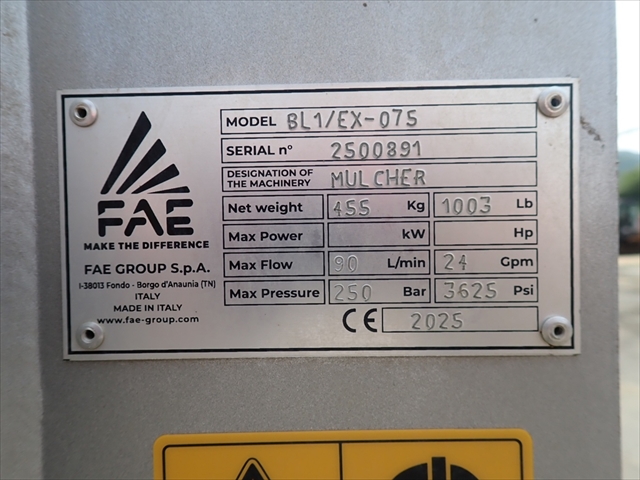 FAE
MAKE THE DIFFERENCE
FAE GROUP S.p.A.
I-38013 Fondo - Borgo d'Anaunia (TN)
ITALY
MADE IN ITALY
www.fae-group.com
MODEL BL1/EX-075
SERIAL n° 2500891
DESIGNATION OF
THE MACHINERY MULCHER
Net weight 455 Kg 1003 Lb
Max Power kW Hp
Max Flow 90 L/min 24 Gpm
Max Pressure 250 Bar 3625 Psi
CE 2025